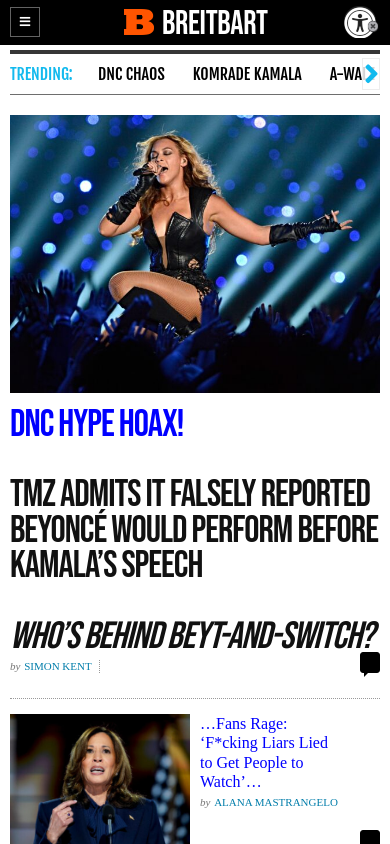 BREITBART
TRENDING:
DNC CHAOS
KOMRADE KAMALA
DNC HYPE HOAX!
TMZ ADMITS IT FALSELY REPORTED
BEYONCÉ WOULD PERFORM BEFORE
KAMALA’S SPEECH
WHO’S BEHIND BEYT-AND-SWITCH?
by SIMON KENT
…Fans Rage:
‘F*cking Liars Lied
to Get People to
Watch’…
by ALANA MASTRANGELO